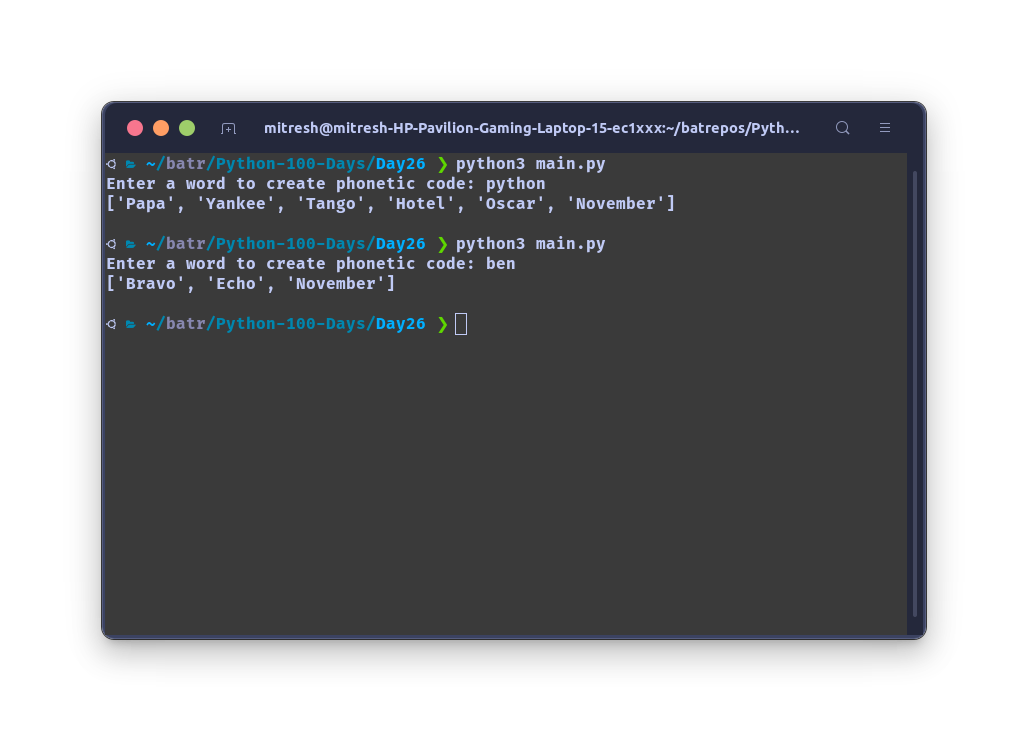 mitresh@mitresh-HP-Pavilion-Gaming-Laptop-15-ec1xxx:~/batrepos/Pyth...
~/batr/Python-100-Days/Day26 ❯ python3 main.py
Enter a word to create phonetic code: python
['Papa', 'Yankee', 'Tango', 'Hotel', 'Oscar', 'November']
~/batr/Python-100-Days/Day26 ❯ python3 main.py
Enter a word to create phonetic code: ben
['Bravo', 'Echo', 'November']
~/batr/Python-100-Days/Day26 ❯